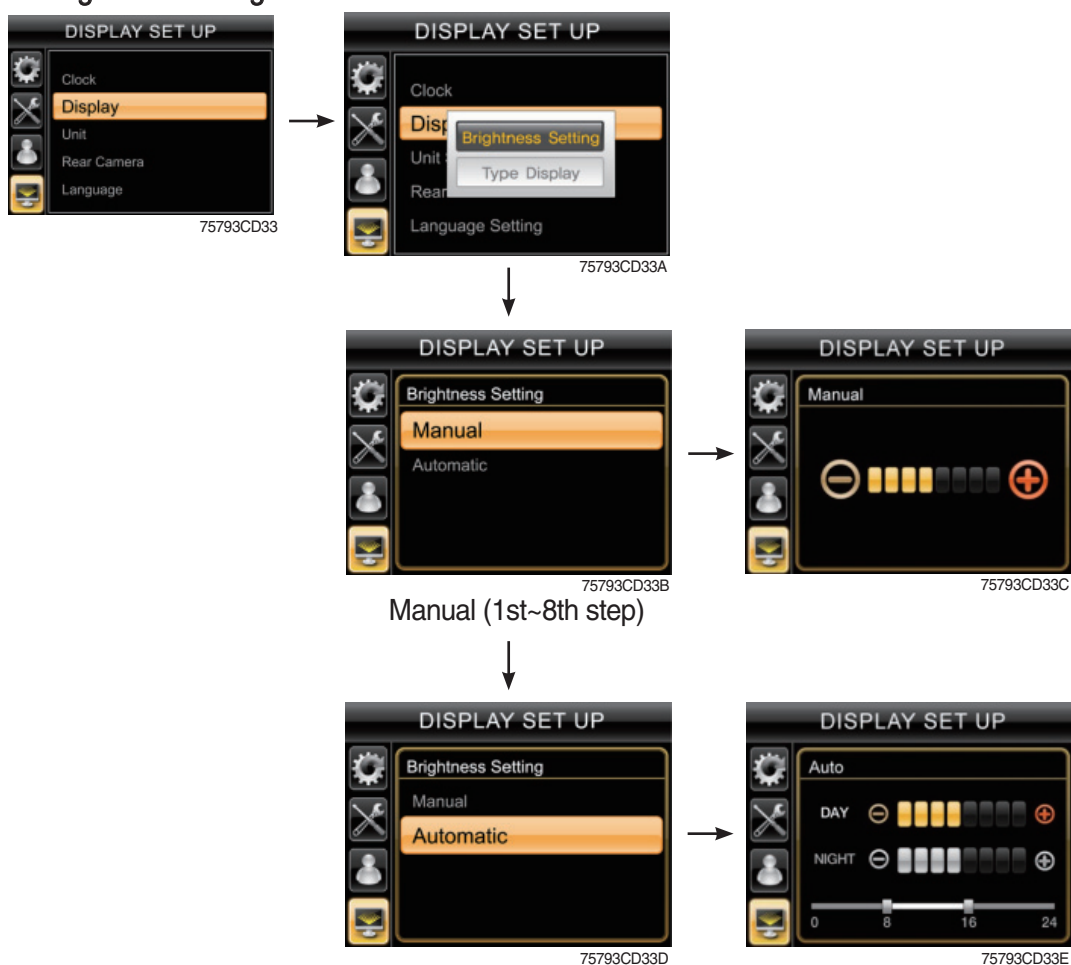 DISPLAY SET UP
Clock
Display
Unit
Rear Camera
Language
75793CD33
DISPLAY SET UP
Clock
Disp
Brightness Setting
Unit
Type Display
Rear
Language Setting
75793CD33A
DISPLAY SET UP
Brightness Setting
Manual
Automatic
75793CD33B
Manual (1st~8th step)
DISPLAY SET UP
Manual
75793CD33C
DISPLAY SET UP
Brightness Setting
Manual
Automatic
75793CD33D
DISPLAY SET UP
Auto
DAY
NIGHT
0 8 16 24
75793CD33E